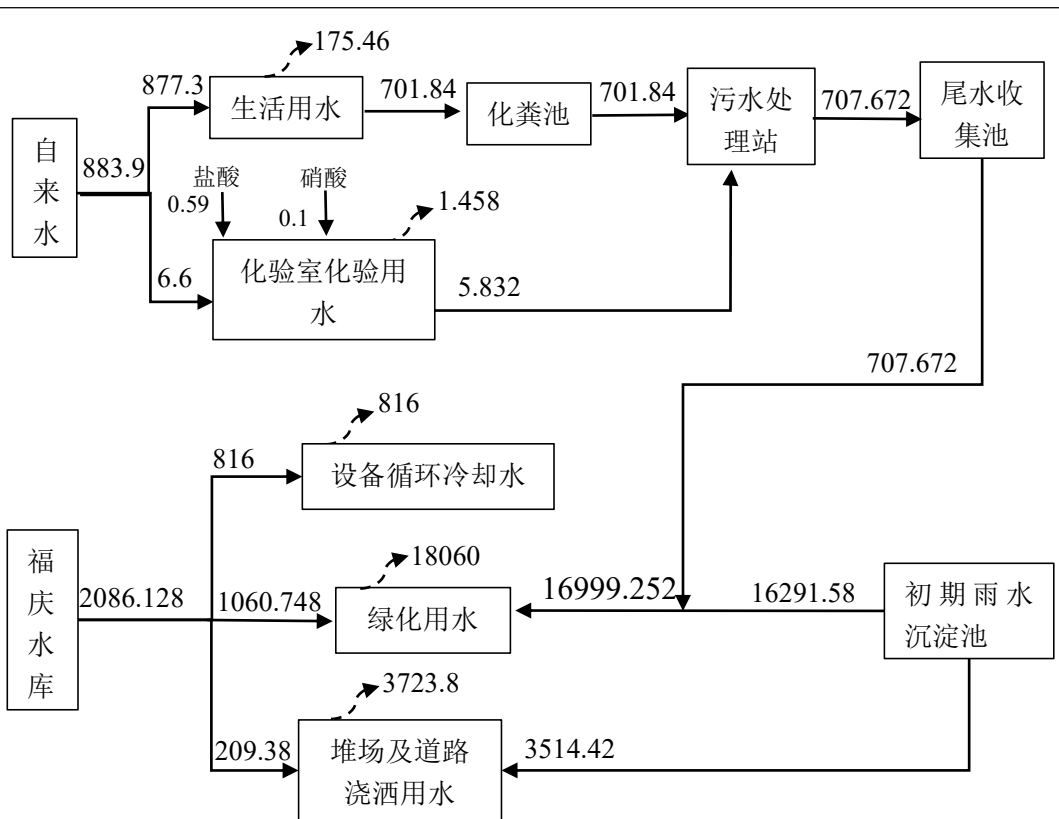 175.46
877.3
生活用水
701.84
化粪池
701.84
污水处
理站
707.672
尾水收
集池
自
来
水
883.9
盐酸
0.59
硝酸
0.1
1.458
6.6
化验室化验用
水
5.832
707.672
816
816
设备循环冷却水
福
庆
水
库
2086.128
18060
1060.748
绿化用水
16999.252
16291.58
初期雨水
沉淀池
3723.8
209.38
堆场及道路
浇洒用水
3514.42